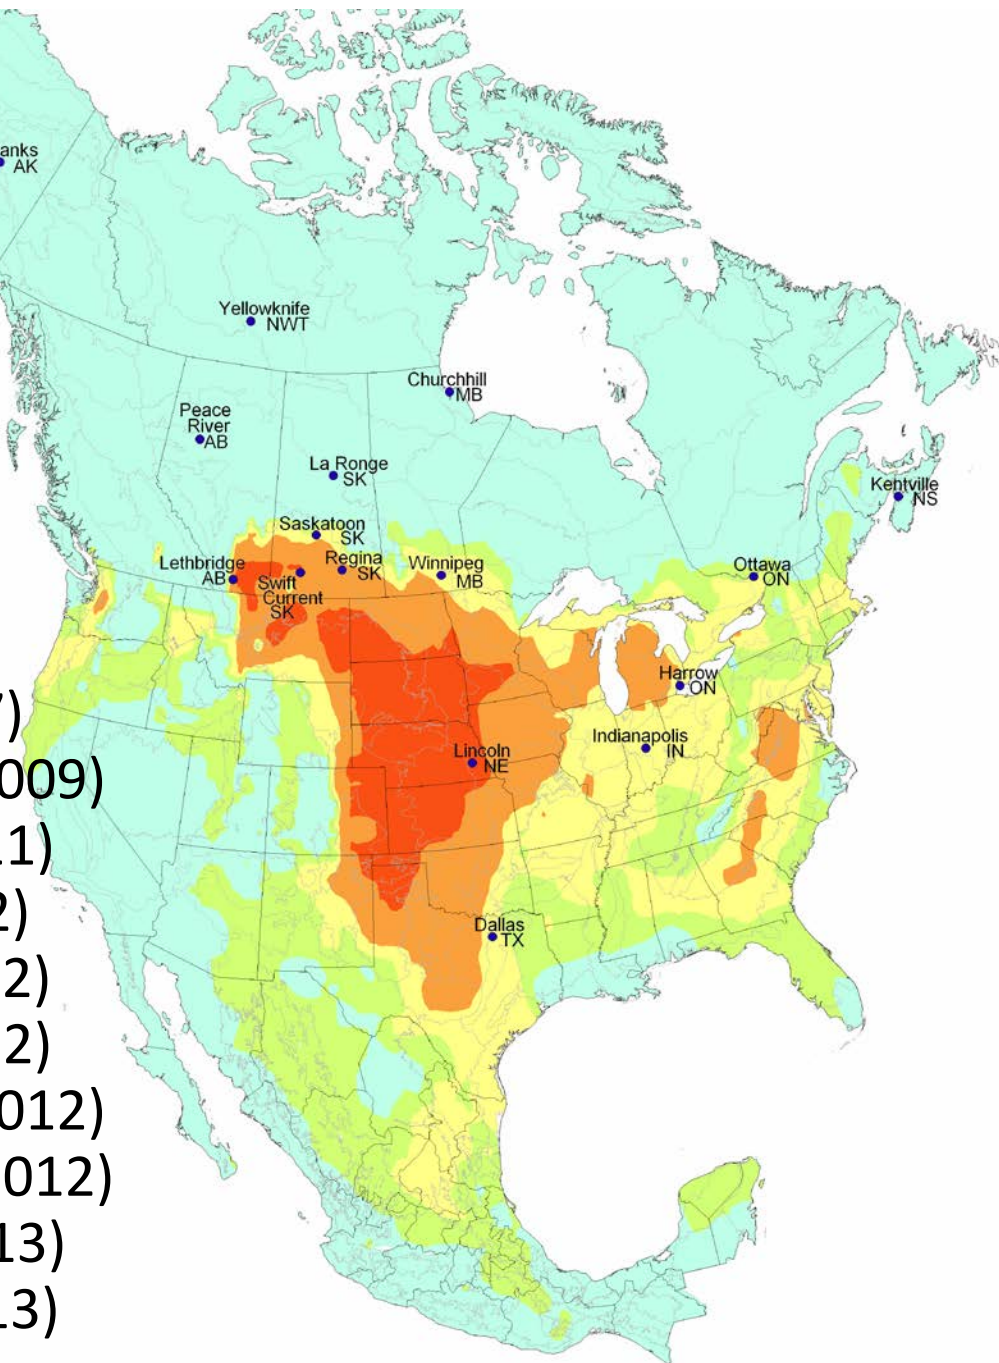 anks
AK
Yellowknife
NWT
Churchhill
MB
Peace
River
AB
La Ronge
SK
Kentville
NS
Saskatoon
SK
Lethbridge
AB
Regina
SK
Winnipeg
MB
Ottawa
ON
Swift
Current
SK
Harrow
ON
7)
009)
Indianapolis
IN
Lincoln
NE
11)
2)
Dallas
TX
2)
2)
012)
012)
13)
13)